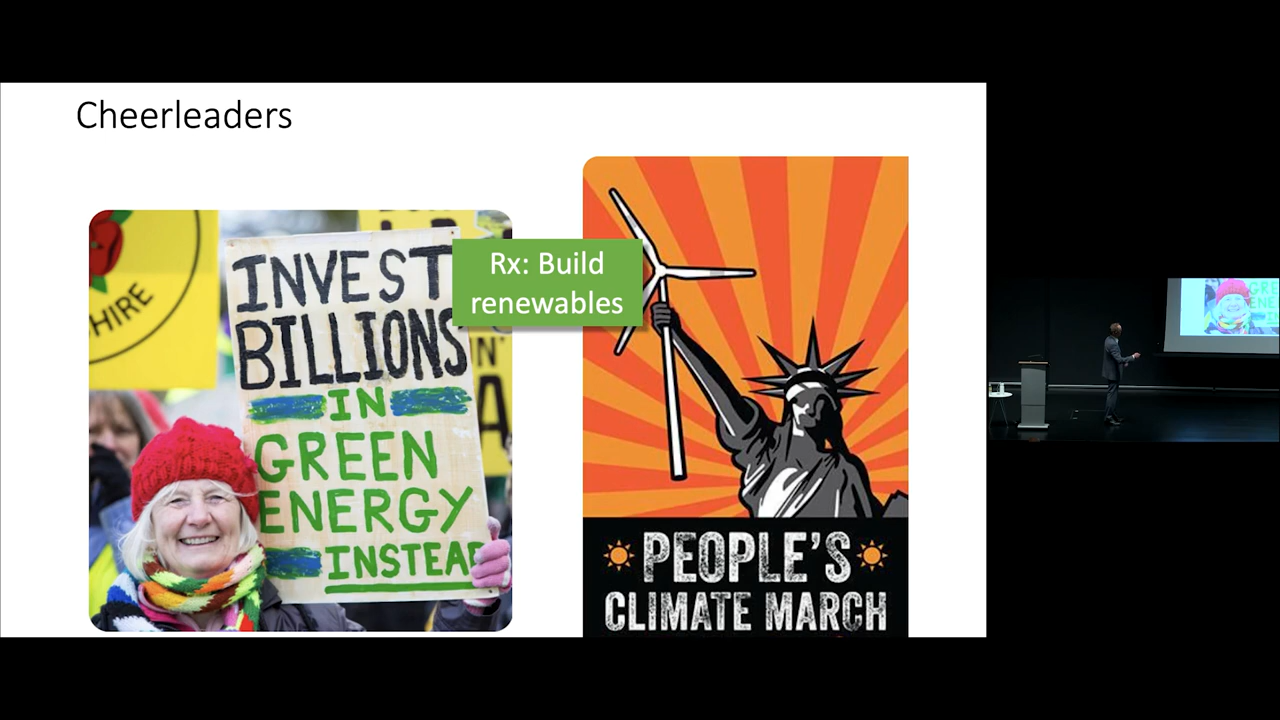 Cheerleaders
HIRE
INVEST
BILLIONS
IN
GREEN
ENERGY
INSTEAD
Rx: Build
renewables
PEOPLE'S
CLIMATE MARCH